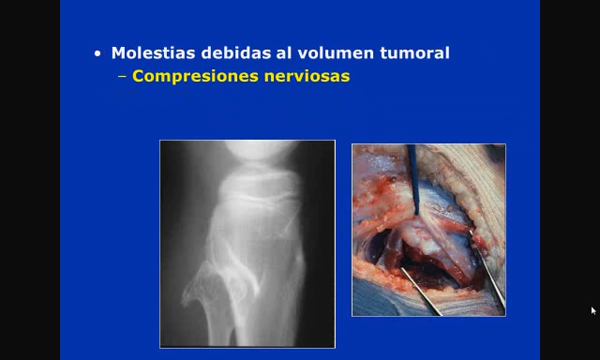 • Molestias debidas al volumen tumoral
– Compresiones nerviosas